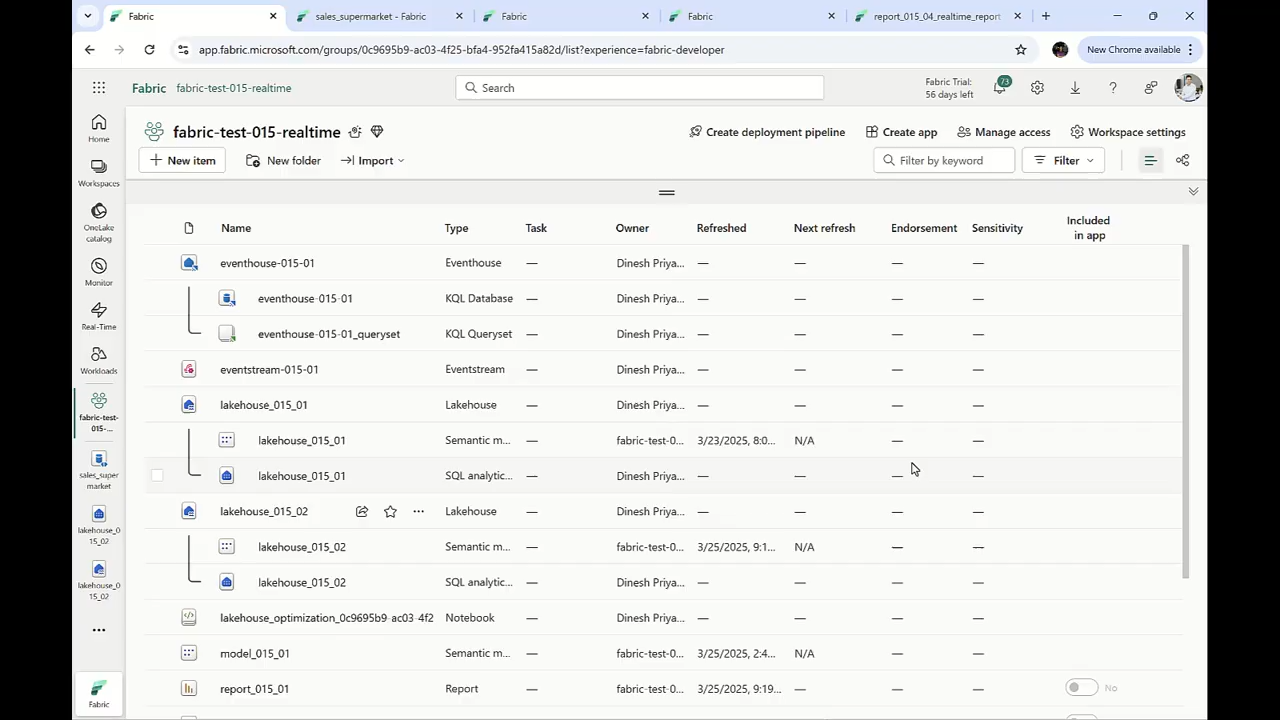 Fabric
sales_supermarket - Fabric
Fabric
Fabric
report_015_04_realtime_report
app.fabric.microsoft.com/groups/0c9695b9-ac03-4f25-bfa4-952fa415a82d/list?experience=fabric-developer
New Chrome available
Fabric
fabric-test-015-realtime
Search
Fabric Trial:
56 days left
73
fabric-test-015-realtime
Create deployment pipeline
Create app
Manage access
Workspace settings
New item
New folder
Import
Filter by keyword
Filter
Home
Workspaces
OneLake
catalog
Monitor
Real-Time
Workloads
fabric-test-
015-...
sales_super
market
lakehouse_0
15_02
lakehouse_0
15_02
Fabric
Name Type Task Owner Refreshed Next refresh Endorsement Sensitivity Included
in app
eventhouse-015-01 Eventhouse — Dinesh Priya... — — — —
eventhouse-015-01 KQL Database — Dinesh Priya... — — — —
eventhouse-015-01_queryset KQL Queryset — Dinesh Priya... — — — —
eventstream-015-01 Eventstream — Dinesh Priya... — — — —
lakehouse_015_01 Lakehouse — Dinesh Priya... — — — —
lakehouse_015_01 Semantic m... — fabric-test-0... 3/23/2025, 8:0... N/A — —
lakehouse_015_01 SQL analytic... — Dinesh Priya... — — — —
lakehouse_015_02 Lakehouse — Dinesh Priya... — — — —
lakehouse_015_02 Semantic m... — fabric-test-0... 3/25/2025, 9:1... N/A — —
lakehouse_015_02 SQL analytic... — Dinesh Priya... — — — —
lakehouse_optimization_0c9695b9-ac03-4f2 Notebook — Dinesh Priya... — — — —
model_015_01 Semantic m... — fabric-test-0... 3/25/2025, 2:4... N/A — —
report_015_01 Report — fabric-test-0... 3/25/2025, 9:19... — — — No